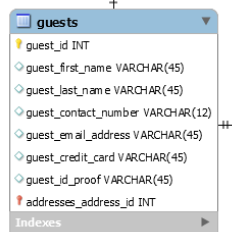 guests
guest_id INT
guest_first_name VARCHAR(45)
guest_last_name VARCHAR(45)
guest_contact_number VARCHAR(12)
guest_email_address VARCHAR(45)
guest_credit_card VARCHAR(45)
guest_id_proof VARCHAR(45)
addresses_address_id INT
Indexes